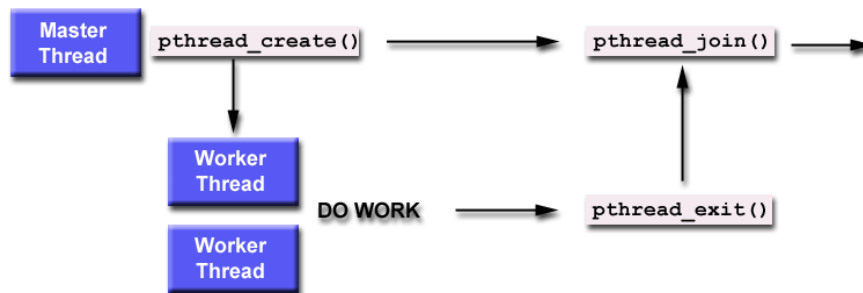 Master
Thread
pthread_create()
pthread_join()
Worker
Thread
DO WORK
pthread_exit()
Worker
Thread